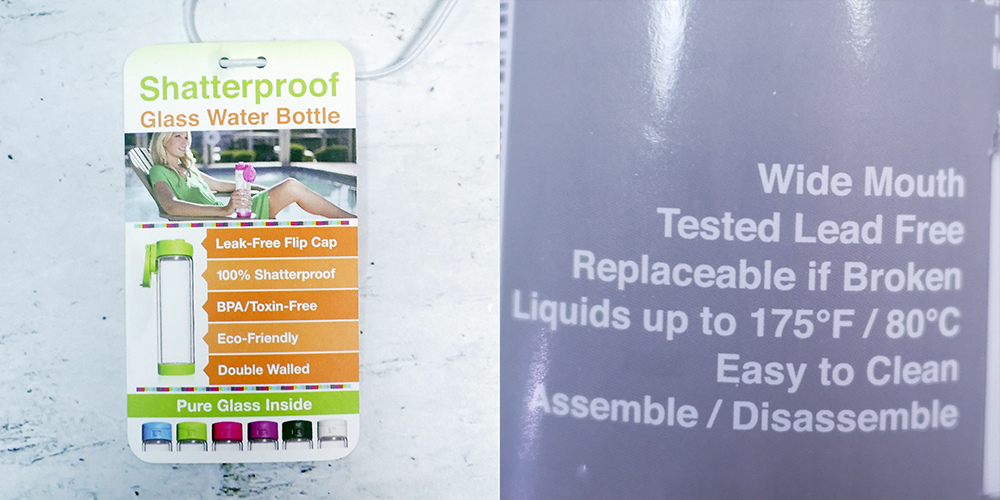 Shatterproof
Glass Water Bottle
Leak-Free Flip Cap
100% Shatterproof
BPA/Toxin-Free
Eco-Friendly
Double Walled
Pure Glass Inside
Wide Mouth
Tested Lead Free
Replaceable if Broken
Liquids up to 175°F / 80°C
Easy to Clean
Assemble / Disassemble